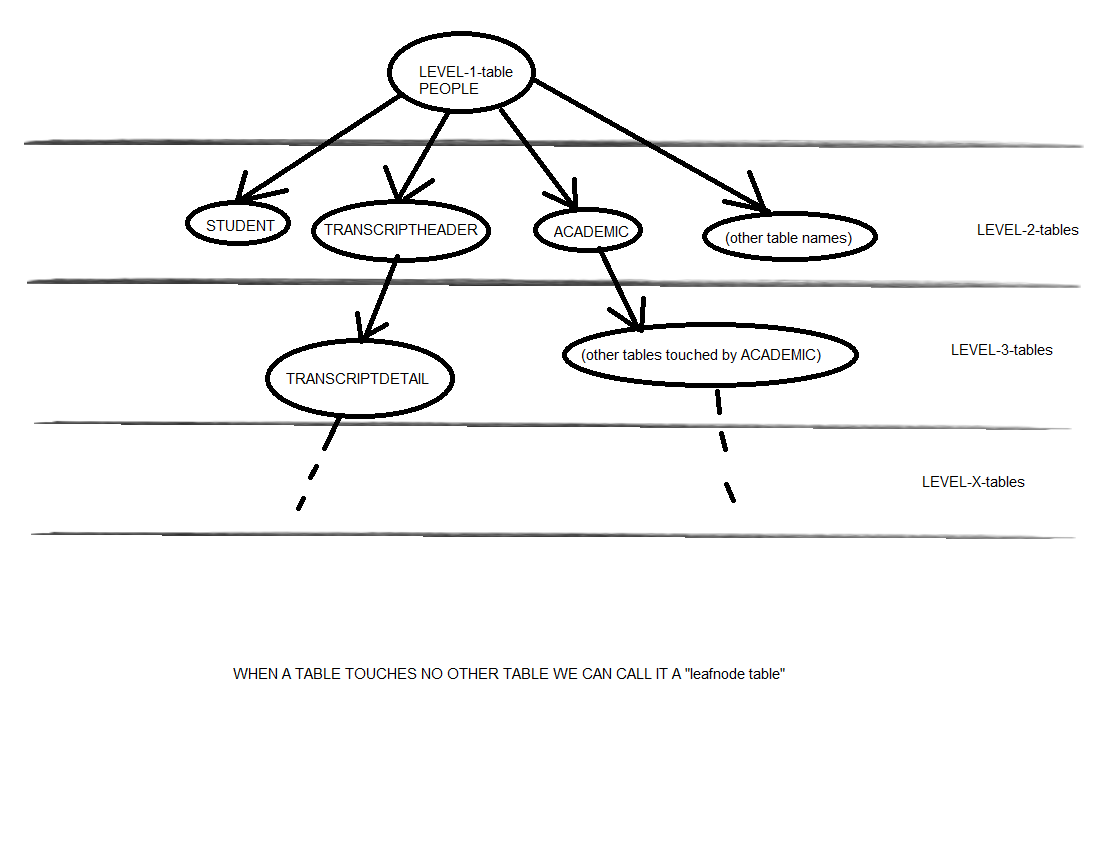 LEVEL-1-table
PEOPLE
STUDENT
TRANSCRIPTHEADER
ACADEMIC
(other table names)
LEVEL-2-tables
TRANSCRIPTDETAIL
(other tables touched by ACADEMIC)
LEVEL-3-tables
LEVEL-X-tables
WHEN A TABLE TOUCHES NO OTHER TABLE WE CAN CALL IT A "leafnode table"